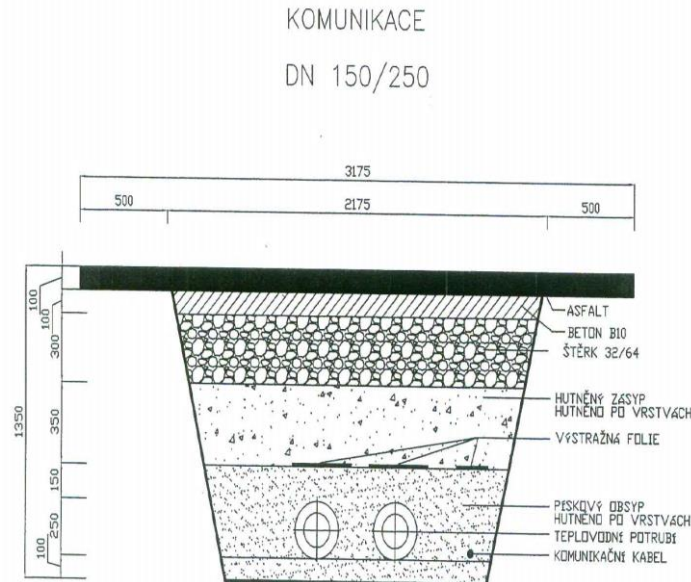 KOMUNIKACE
DN 150/250
3175
500
2175
500
100
100
300
350
150
250
100
1350
ASFALT
BETON B10
ŠTĚRK 32/64
HUTNĚNÝ ZÁSYP
HUTNĚNO PO VRSTVÁCH
VÝSTRAŽNÁ FOLIE
PÍSKOVÝ OBSYP
HUTNĚNO PO VRSTVÁCH
TEPLOVODNÍ POTRUBÍ
KOMUNIKAČNÍ KABEL